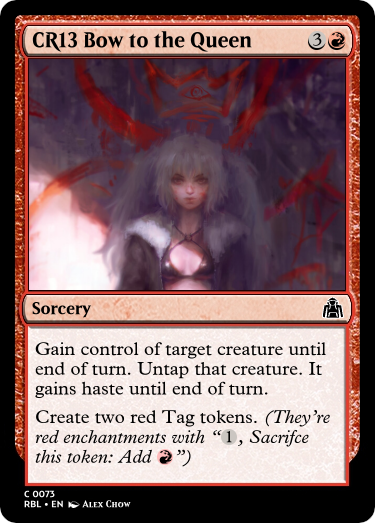 CR13 Bow to the Queen 3
Sorcery
Gain control of target creature until
end of turn. Untap that creature. It
gains haste until end of turn.
Create two red Tag tokens. (They're
red enchantments with “1, Sacrifce
this token: Add ”)
C 0073
RBL • EN Alex Chow